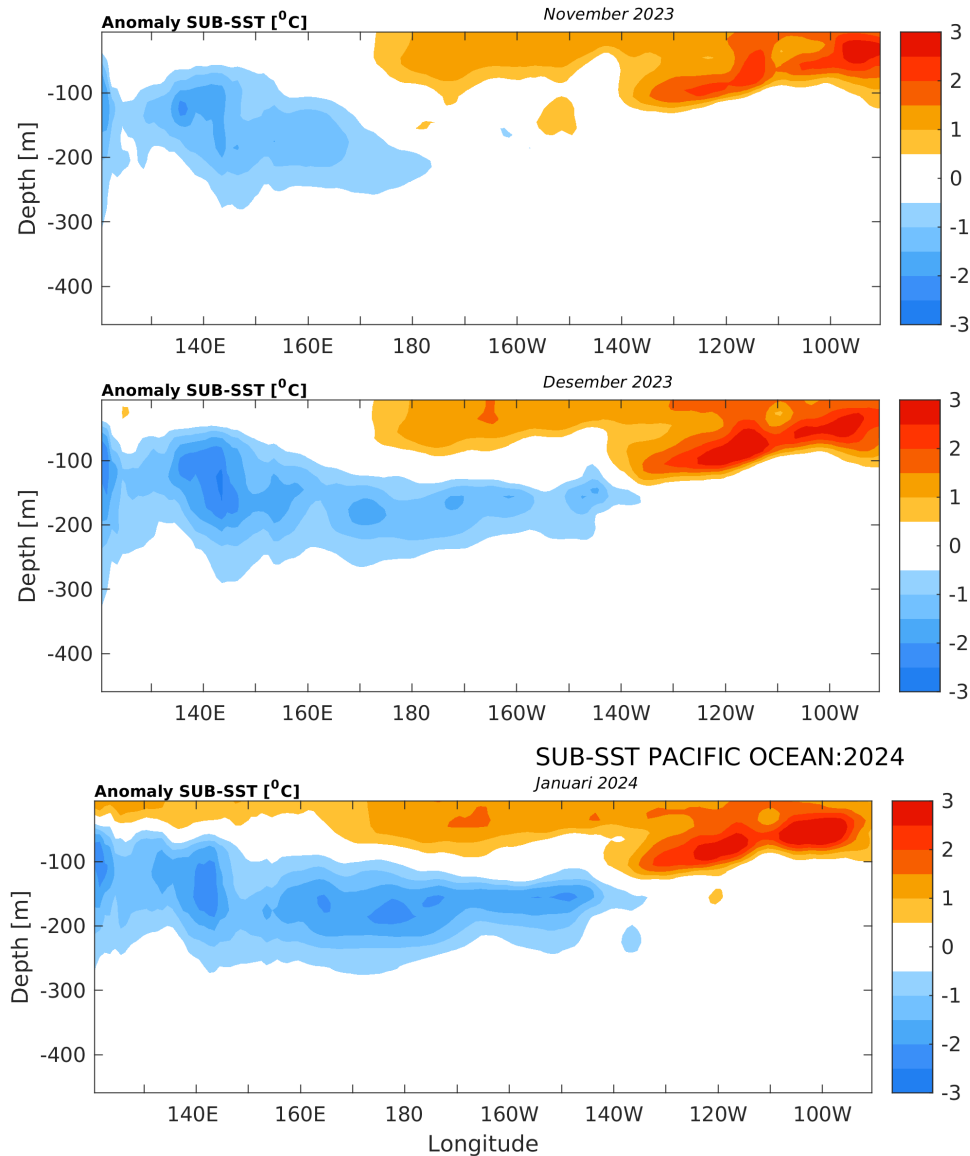 November 2023
Anomaly SUB-SST [⁰C]
3
2
1
0
-1
-2
-3
-100
-200
-300
-400
Depth [m]
140E 160E 180 160W 140W 120W 100W
Desember 2023
Anomaly SUB-SST [⁰C]
3
2
1
0
-1
-2
-3
-100
-200
-300
-400
Depth [m]
140E 160E 180 160W 140W 120W 100W
SUB-SST PACIFIC OCEAN:2024
Januari 2024
Anomaly SUB-SST [⁰C]
3
2
1
0
-1
-2
-3
-100
-200
-300
-400
Depth [m]
140E 160E 180 160W 140W 120W 100W
Longitude